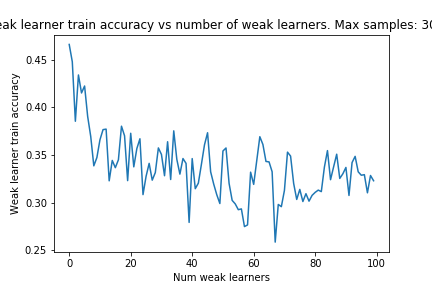 eak learner train accuracy vs number of weak learners. Max samples: 30
0.45
0.40
0.35
0.30
0.25
Weak learner train accuracy
0 20 40 60 80 100
Num weak learners